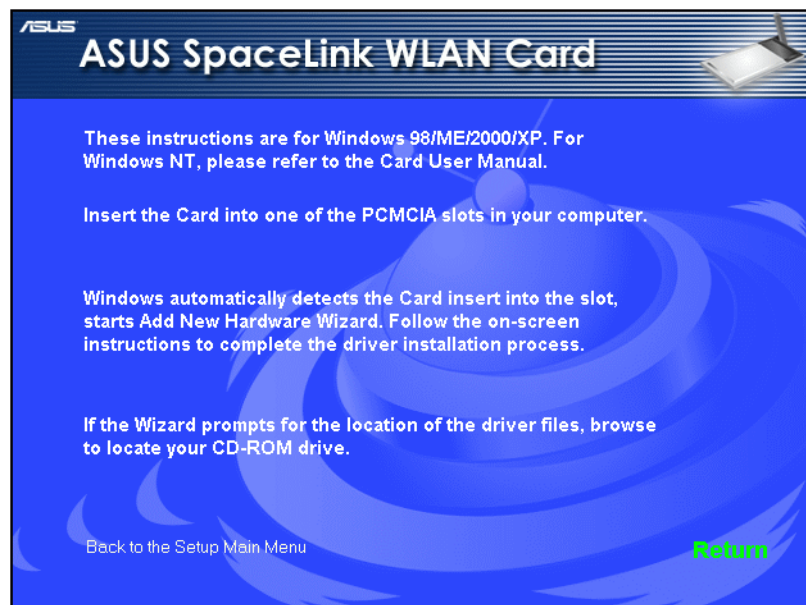 ASUS
ASUS SpaceLink WLAN Card
These instructions are for Windows 98/ME/2000/XP. For
Windows NT, please refer to the Card User Manual.
Insert the Card into one of the PCMCIA slots in your computer.
Windows automatically detects the Card insert into the slot,
starts Add New Hardware Wizard. Follow the on-screen
instructions to complete the driver installation process.
If the Wizard prompts for the location of the driver files, browse
to locate your CD-ROM drive.
Back to the Setup Main Menu
Return